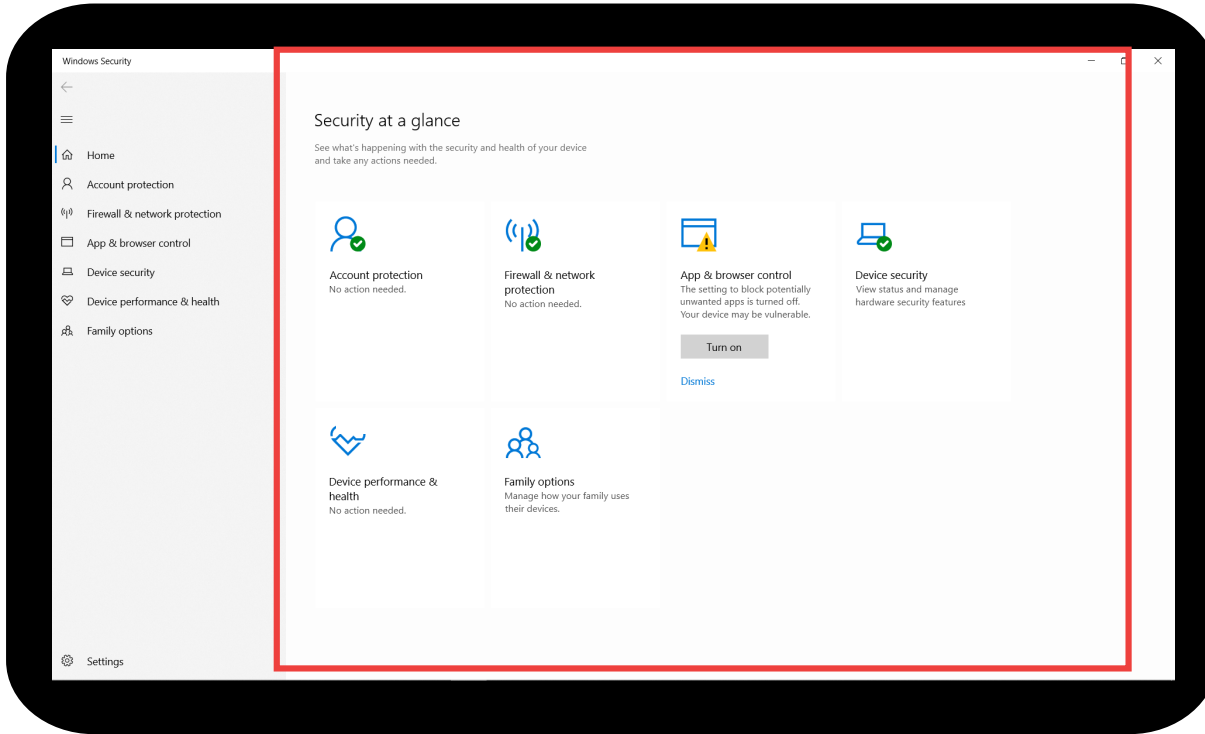 Windows Security
Home
Account protection
Firewall & network protection
App & browser control
Device security
Device performance & health
Family options
Settings
Security at a glance
See what's happening with the security and health of your device
and take any actions needed.
Account protection
No action needed.
Firewall & network
protection
No action needed.
App & browser control
The setting to block potentially
unwanted apps is turned off.
Your device may be vulnerable.
Turn on
Dismiss
Device security
View status and manage
hardware security features
Device performance &
health
No action needed.
Family options
Manage how your family uses
their devices.